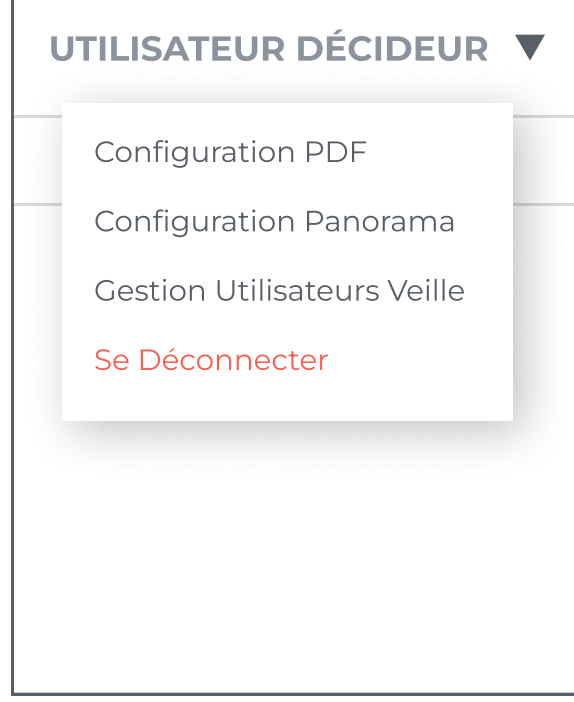 UTILISATEUR DÉCIDEUR ▼
Configuration PDF
Configuration Panorama
Gestion Utilisateurs Veille
Se Déconnecter